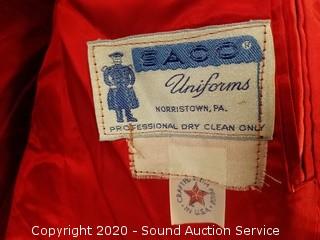 SACO®
Uniforms
NORRISTOWN, PA.
PROFESSIONAL DRY CLEAN ONLY
Copyright 2020 - Sound Auction Service